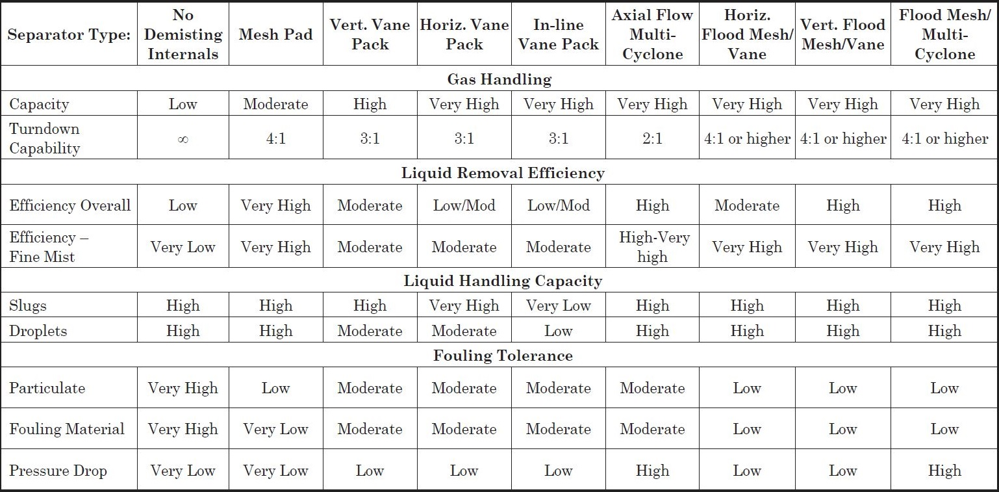 Separator Type: No Demisting Internals Mesh Pad Vert. Vane Pack Horiz. Vane Pack In-line Vane Pack Axial Flow Multi-Cyclone Horiz. Flood Mesh/Vane Vert. Flood Mesh/Vane Flood Mesh/Multi-Cyclone
Gas Handling
Capacity Low Moderate High Very High Very High Very High Very High Very High Very High
Turndown Capability ∞ 4:1 3:1 3:1 3:1 2:1 4:1 or higher 4:1 or higher 4:1 or higher
Liquid Removal Efficiency
Efficiency Overall Low Very High Moderate Low/Mod Low/Mod High Moderate High High
Efficiency – Fine Mist Very Low Very High Moderate Moderate Moderate High-Very high Very High Very High Very High
Liquid Handling Capacity
Slugs High High High Very High Very Low High High High High
Droplets High High Moderate Moderate Low High High High High
Fouling Tolerance
Particulate Very High Low Moderate Moderate Moderate Moderate Low Low Low
Fouling Material Very High Very Low Moderate Moderate Moderate Moderate Low Low Low
Pressure Drop Very Low Very Low Low Low Low High Low Low High